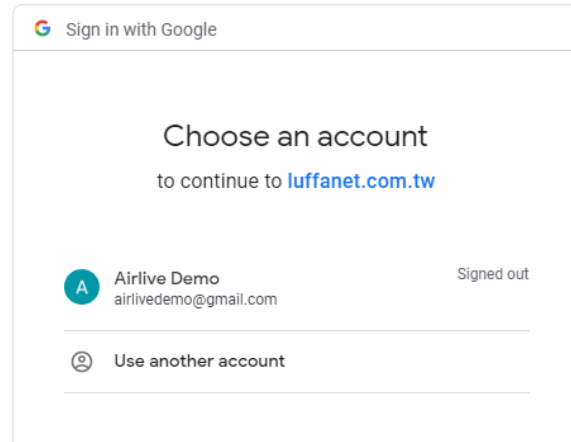 Sign in with Google
Choose an account
to continue to luffanet.com.tw
A
Airlive Demo
Signed out
airlivedemo@gmail.com
Use another account